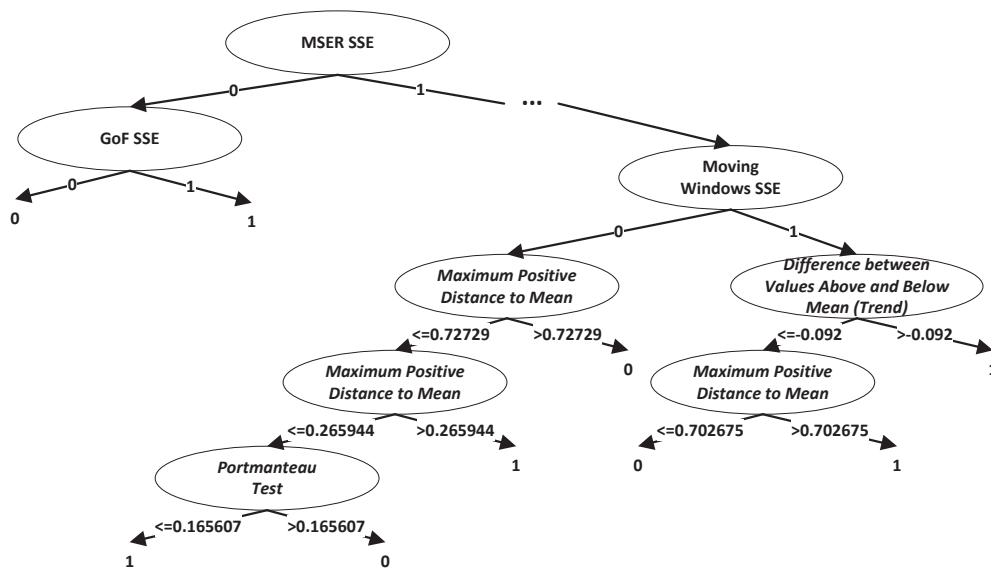 MSER SSE
0
1
...
GoF SSE
0
1
0
1
Moving
Windows SSE
0
1
Maximum Positive
Distance to Mean
Difference between
Values Above and Below
Mean (Trend)
<=0.72729
>0.72729
<=-0.092
>-0.092
0
1
Maximum Positive
Distance to Mean
Maximum Positive
Distance to Mean
<=0.265944
>0.265944
<=0.702675
>0.702675
1
0
1
Portmanteau
Test
<=0.165607
>0.165607
1
0